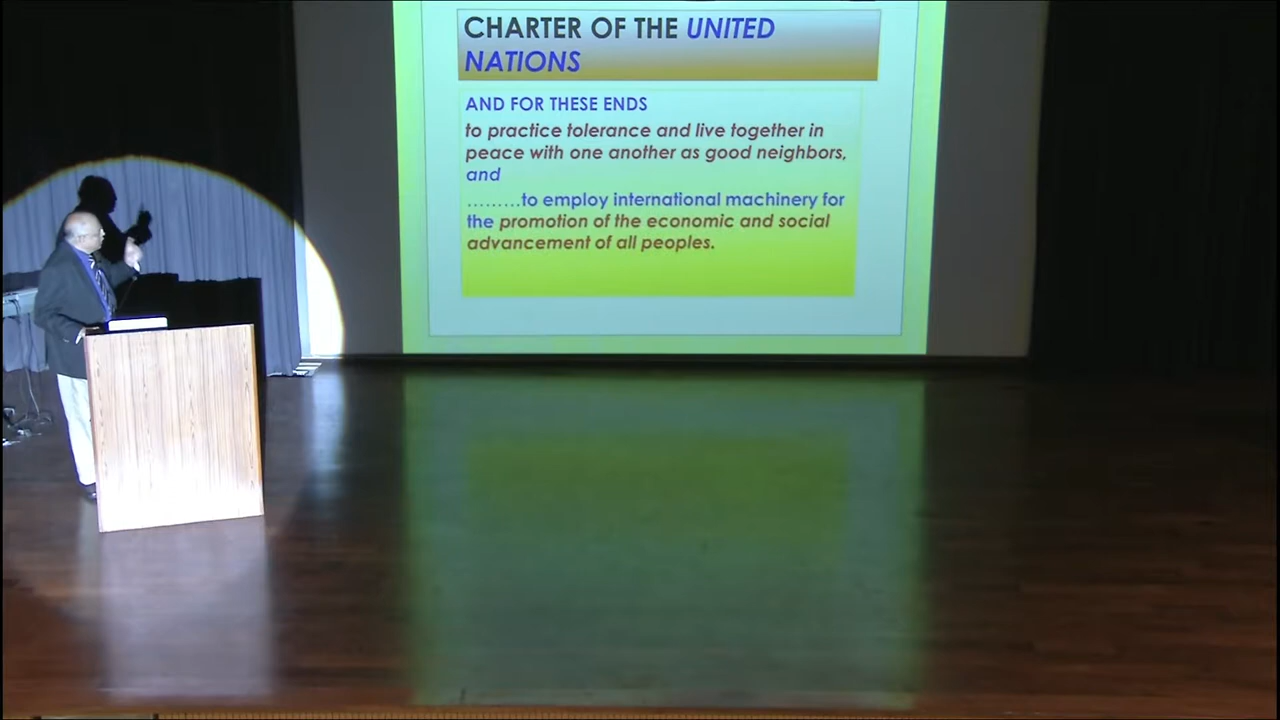 CHARTER OF THE UNITED
NATIONS
AND FOR THESE ENDS
to practice tolerance and live together in
peace with one another as good neighbors,
and
.........to employ international machinery for
the promotion of the economic and social
advancement of all peoples.